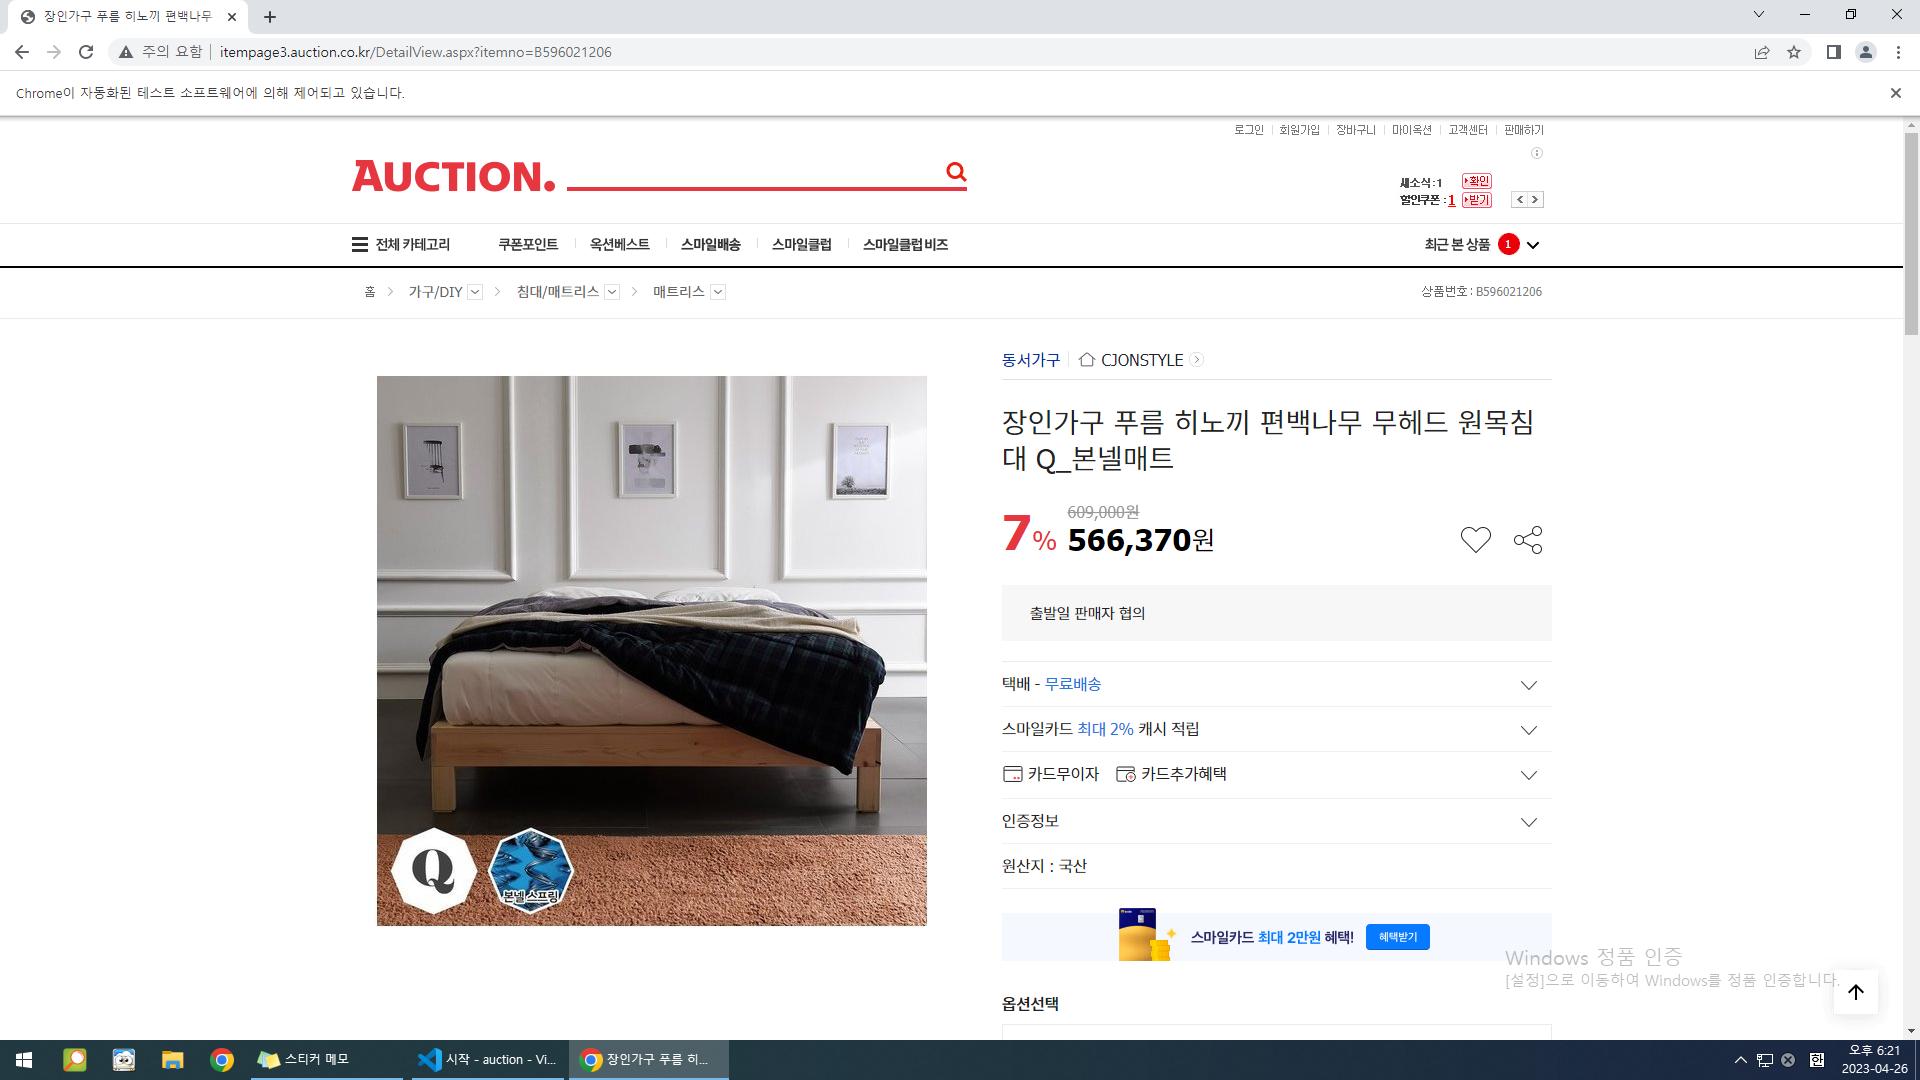 장인가구 푸름 히노끼 편백나무
주의 요함
itempage3.auction.co.kr/DetailView.aspx?itemno=B596021206
Chrome이 자동화된 테스트 소프트웨어에 의해 제어되고 있습니다.
로그인 회원가입 장바구니 마이옥션 고객센터 판매하기
AUCTION.
새소식:1 확인
할인쿠폰 : 1 받기
전체 카테고리 쿠폰포인트 옥션베스트 스마일배송 스마일클럽 스마일클럽 비즈 최근 본 상품 1
홈 가구/DIY 침대/매트리스 매트리스 상품번호 : B596021206
동서가구 CJONSTYLE
장인가구 푸름 히노끼 편백나무 무헤드 원목침
대 Q_본넬매트
609,000원
7% 566,370원
출발일 판매자 협의
택배 - 무료배송
스마일카드 최대 2% 캐시 적립
카드무이자 카드추가혜택
인증정보
원산지 : 국산
Q 본넬스프링
스마일카드 최대 2만원 혜택! 혜택받기
Windows 정품 인증
[설정]으로 이동하여 Windows를 정품 인증합니다.
옵션선택
스티커 메모
시작 - auction - Vi...
장인가구 푸름 히...
한
오후 6:21
2023-04-26